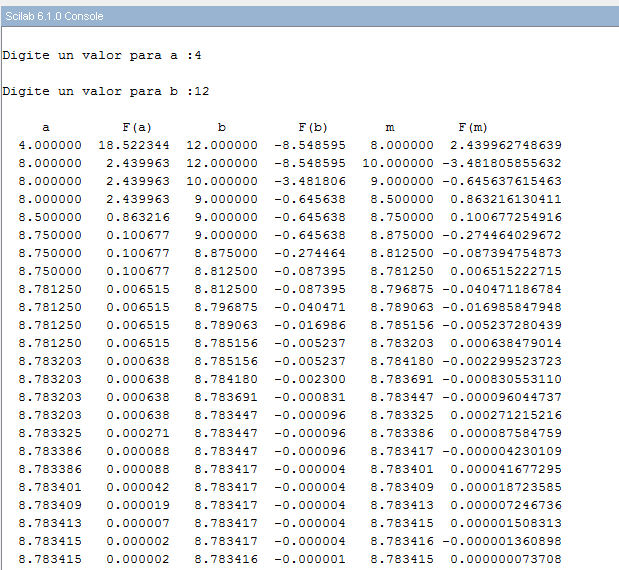 Scilab 6.1.0 Console
Digite un valor para a :4
Digite un valor para b :12
a F(a) b F(b) m F(m)
4.000000 18.522344 12.000000 -8.548595 8.000000 2.439962748639
8.000000 2.439963 12.000000 -8.548595 10.000000 -3.481805855632
8.000000 2.439963 10.000000 -3.481806 9.000000 -0.645637615463
8.000000 2.439963 9.000000 -0.645638 8.500000 0.863216130411
8.500000 0.863216 9.000000 -0.645638 8.750000 0.100677254916
8.750000 0.100677 9.000000 -0.645638 8.875000 -0.274464029672
8.750000 0.100677 8.875000 -0.274464 8.812500 -0.087394754873
8.750000 0.100677 8.812500 -0.087395 8.781250 0.006515222715
8.781250 0.006515 8.812500 -0.087395 8.796875 -0.040471186784
8.781250 0.006515 8.796875 -0.040471 8.789063 -0.016985847948
8.781250 0.006515 8.789063 -0.016986 8.785156 -0.005237280439
8.781250 0.006515 8.785156 -0.005237 8.783203 0.000638479014
8.783203 0.000638 8.785156 -0.005237 8.784180 -0.002299523723
8.783203 0.000638 8.784180 -0.002300 8.783691 -0.000830553110
8.783203 0.000638 8.783691 -0.000831 8.783447 -0.000096044737
8.783203 0.000638 8.783447 -0.000096 8.783325 0.000271215216
8.783325 0.000271 8.783447 -0.000096 8.783386 0.000087584759
8.783386 0.000088 8.783447 -0.000096 8.783417 -0.000004230109
8.783386 0.000088 8.783417 -0.000004 8.783401 0.000041677295
8.783401 0.000042 8.783417 -0.000004 8.783409 0.000018723585
8.783409 0.000019 8.783417 -0.000004 8.783413 0.000007246736
8.783413 0.000007 8.783417 -0.000004 8.783415 0.000001508313
8.783415 0.000002 8.783417 -0.000004 8.783416 -0.000001360898
8.783415 0.000002 8.783416 -0.000001 8.783415 0.000000073708